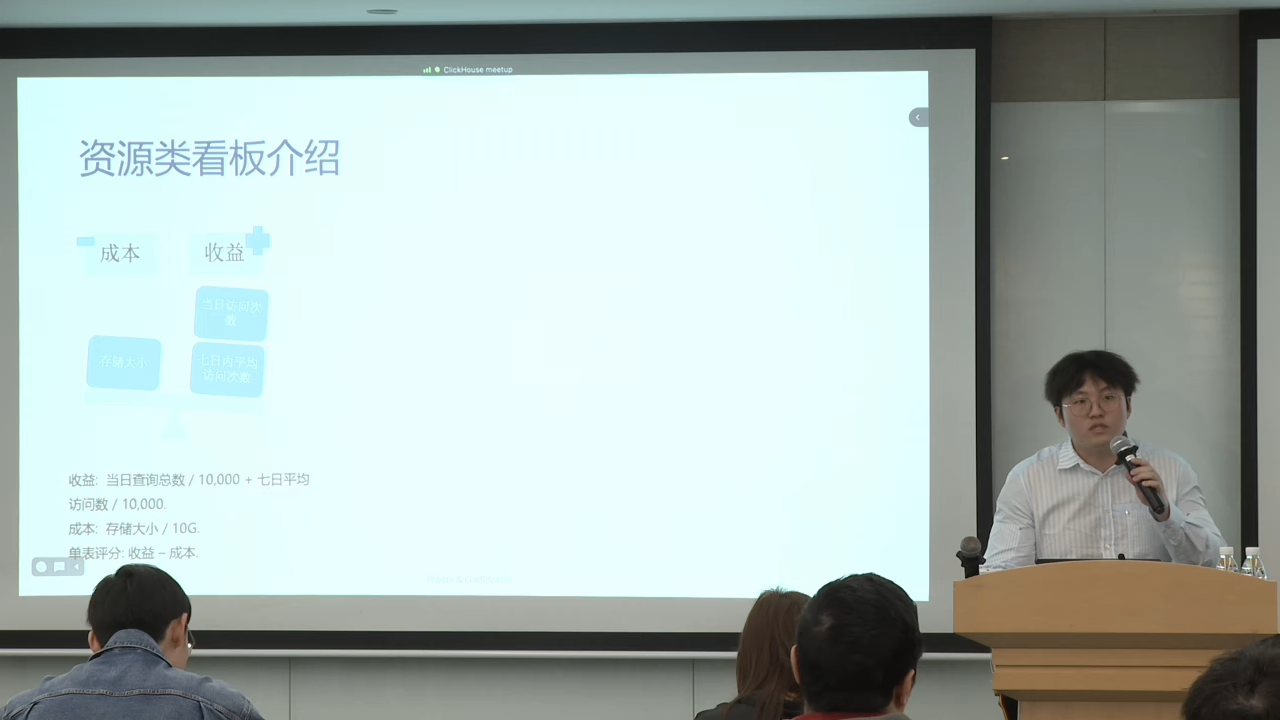 ClickHouse meetup
资源类看板介绍
成本
收益
当日访问次
数
存储大小
七日内平均
访问次数
收益: 当日查询总数 / 10,000 + 七日平均
访问数 / 10,000.
成本: 存储大小 / 10G.
单表评分: 收益 – 成本.